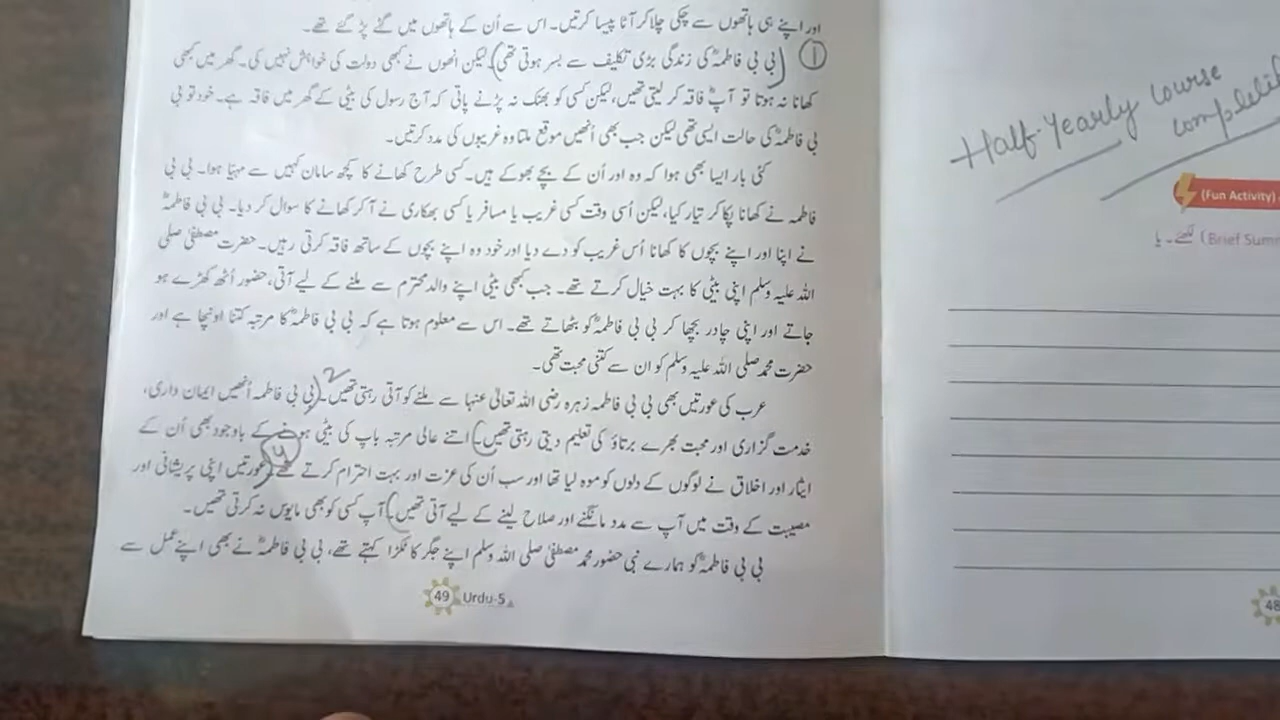 اور اپنے ہی ہاتھوں سے چکی چلا کر آٹا پیسا کرتیں۔ اس سے اُن کے ہاتھوں میں گٹے پڑ گئے تھے۔
① (بی بی فاطمہؓ کی زندگی بڑی تکلیف سے بسر ہوتی تھی) لیکن انھوں نے کبھی دولت کی خواہش نہیں کی۔ گھر میں کبھی
کھانا نہ ہوتا تو آپؓ فاقہ کر لیتی تھیں، لیکن کسی کو بھنک نہ پڑنے پاتی کہ آج رسول کی بیٹی کے گھر میں فاقہ ہے۔ خود تو بی
بی فاطمہؓ کی حالت ایسی تھی لیکن جب بھی اُنھیں موقع ملتا وہ غریبوں کی مدد کرتیں۔
کئی بار ایسا بھی ہوا کہ وہ اور اُن کے بچے بھوکے ہیں۔ کسی طرح کھانے کا کچھ سامان کہیں سے مہیّا ہوا۔ بی بی
فاطمہ نے کھانا پکا کر تیار کیا، لیکن اُسی وقت کسی غریب یا مسافر یا کسی بھکاری نے آ کر کھانے کا سوال کر دیا۔ بی بی فاطمہؓ
نے اپنا اور اپنے بچوں کا کھانا اُس غریب کو دے دیا اور خود وہ اپنے بچوں کے ساتھ فاقہ کرتی رہیں۔ حضرت مصطفیٰ صلی
اللہ علیہ وسلم اپنی بیٹی کا بہت خیال کرتے تھے۔ جب کبھی بیٹی اپنے والد محترم سے ملنے کے لیے آتی، حضور اُٹھ کھڑے ہو
جاتے اور اپنی چادر بچھا کر بی بی فاطمہؓ کو بٹھاتے تھے۔ اس سے معلوم ہوتا ہے کہ بی بی فاطمہؓ کا مرتبہ کتنا اونچا ہے اور
حضرت محمد صلی اللہ علیہ وسلم کو ان سے کتنی محبت تھی۔
عرب کی عورتیں بھی بی بی فاطمہ زہرہ رضی اللہ تعالیٰ عنہا سے ملنے کو آتی رہتی تھیں۔ 2 (بی بی فاطمہ اُنھیں ایمان داری،
خدمت گزاری اور محبت بھرے برتاؤ کی تعلیم دیتی رہتی تھیں) اتنے عالی مرتبہ باپ کی بیٹی ہونے کے باوجود بھی اُن کے
ایثار اور اخلاق نے لوگوں کے دلوں کو موہ لیا تھا اور سب اُن کی عزت اور بہت احترام کرتے تھے۔ (عورتیں اپنی پریشانی اور
مصیبت کے وقت میں آپ سے مدد مانگنے اور صلاح لینے کے لیے آتی تھیں) آپ کسی کو بھی مایوس نہ کرتی تھیں۔
بی بی فاطمہؓ کو ہمارے نبی حضور محمد مصطفیٰ صلی اللہ وسلم اپنے جگر کا ٹکڑا کہتے تھے، بی بی فاطمہؓ نے بھی اپنے عمل سے
49 Urdu-5
Half-Yearly course
(Fun Activity)
لکھئے۔ یا (Brief Sum
48